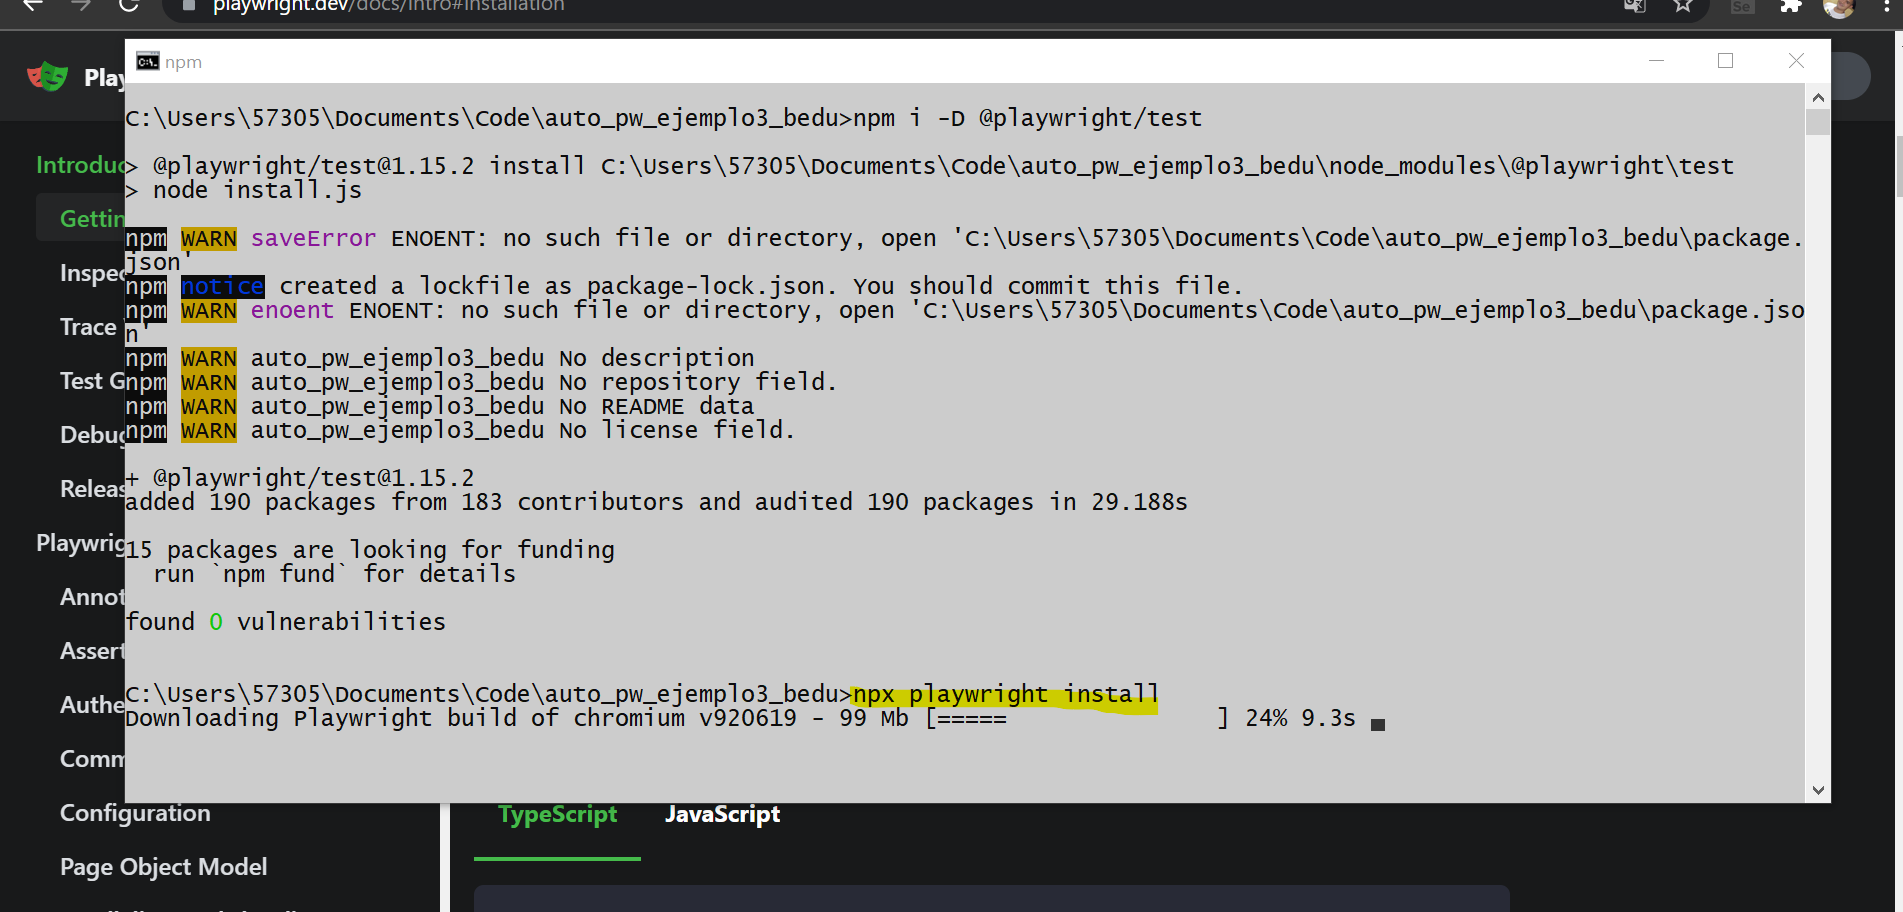 playwright.dev/docs/intro#installation
Se
Play
npm
C:\Users\57305\Documents\Code\auto_pw_ejemplo3_bedu>npm i -D @playwright/test
> @playwright/test@1.15.2 install C:\Users\57305\Documents\Code\auto_pw_ejemplo3_bedu\node_modules\@playwright\test
> node install.js
npm WARN saveError ENOENT: no such file or directory, open 'C:\Users\57305\Documents\Code\auto_pw_ejemplo3_bedu\package.
json'
npm notice created a lockfile as package-lock.json. You should commit this file.
npm WARN enoent ENOENT: no such file or directory, open 'C:\Users\57305\Documents\Code\auto_pw_ejemplo3_bedu\package.jso
n'
npm WARN auto_pw_ejemplo3_bedu No description
npm WARN auto_pw_ejemplo3_bedu No repository field.
npm WARN auto_pw_ejemplo3_bedu No README data
npm WARN auto_pw_ejemplo3_bedu No license field.
+ @playwright/test@1.15.2
added 190 packages from 183 contributors and audited 190 packages in 29.188s
15 packages are looking for funding
run `npm fund` for details
found 0 vulnerabilities
C:\Users\57305\Documents\Code\auto_pw_ejemplo3_bedu>npx playwright install
Downloading Playwright build of chromium v920619 - 99 Mb [=====               ] 24% 9.3s
Introduc
Gettin
Inspec
Trace
Test G
Debug
Releas
Playwrig
Annot
Assert
Authe
Comm
Configuration
Page Object Model
TypeScript
JavaScript